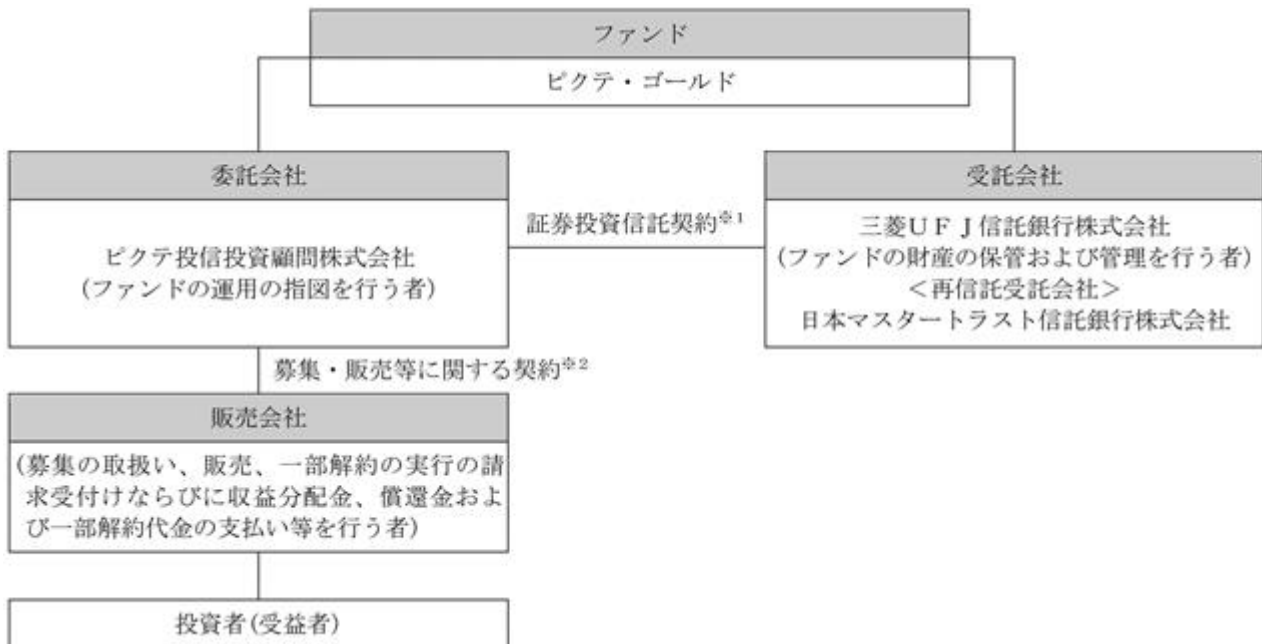 ファンド
ピクテ・ゴールド
委託会社
ピクテ投信投資顧問株式会社
(ファンドの運用の指図を行う者)
証券投資信託契約※1
受託会社
三菱UFJ信託銀行株式会社
(ファンドの財産の保管および管理を行う者)
<再信託受託会社>
日本マスタートラスト信託銀行株式会社
募集・販売等に関する契約※2
販売会社
(募集の取扱い、販売、一部解約の実行の請
求受付けならびに収益分配金、償還金およ
び一部解約代金の支払い等を行う者)
投資者(受益者)